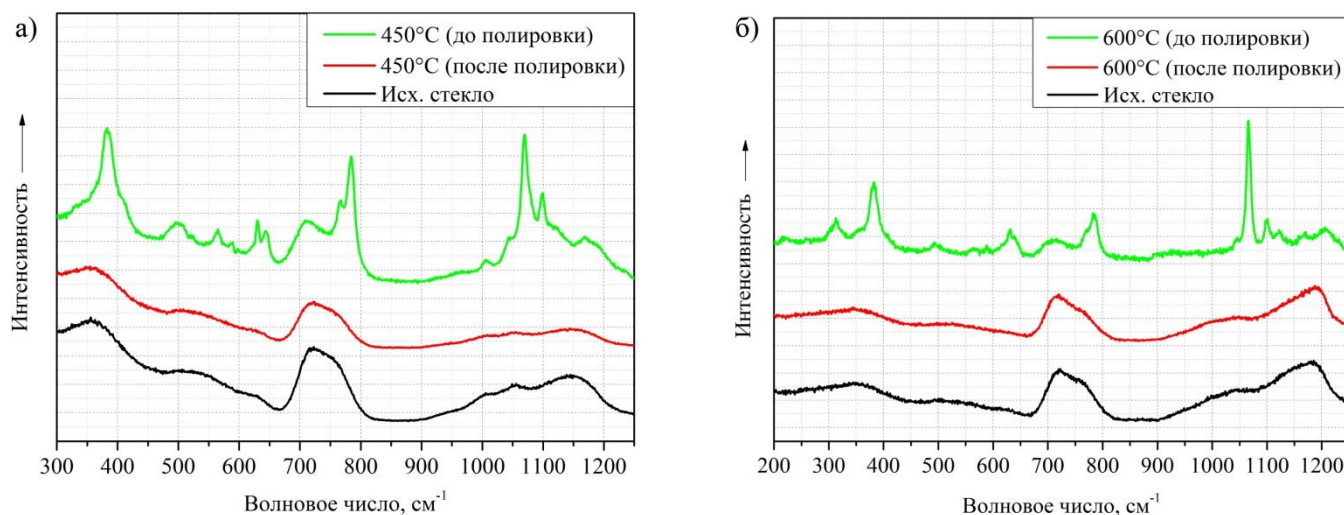 а)
450°C (до полировки)
450°C (после полировки)
Исх. стекло
Интенсивность
300 400 500 600 700 800 900 1000 1100 1200
Волновое число, см⁻¹
б)
600°C (до полировки)
600°C (после полировки)
Исх. стекло
Интенсивность
200 300 400 500 600 700 800 900 1000 1100 1200
Волновое число, см⁻¹